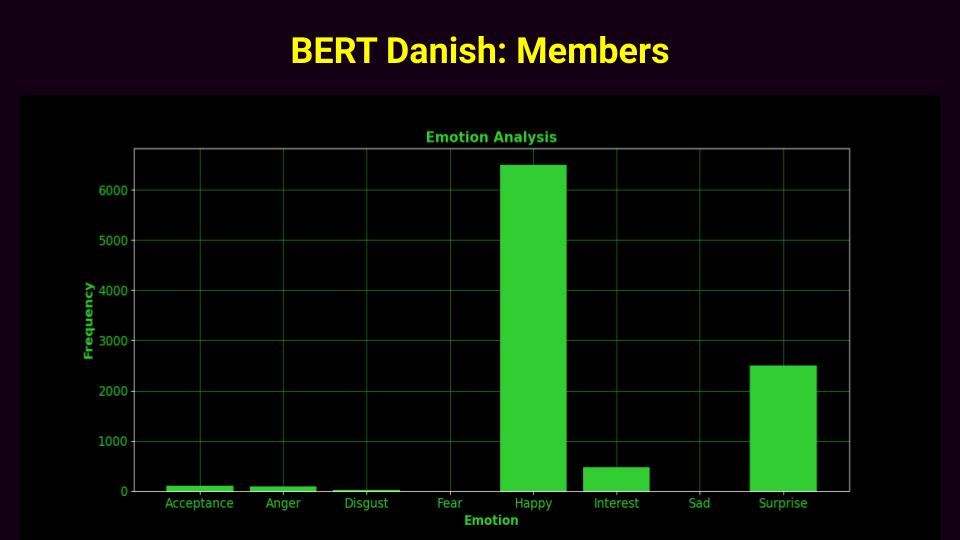 BERT Danish: Members
Emotion Analysis
Frequency
6000
5000
4000
3000
2000
1000
0
Acceptance Anger Disgust Fear Happy Interest Sad Surprise
Emotion